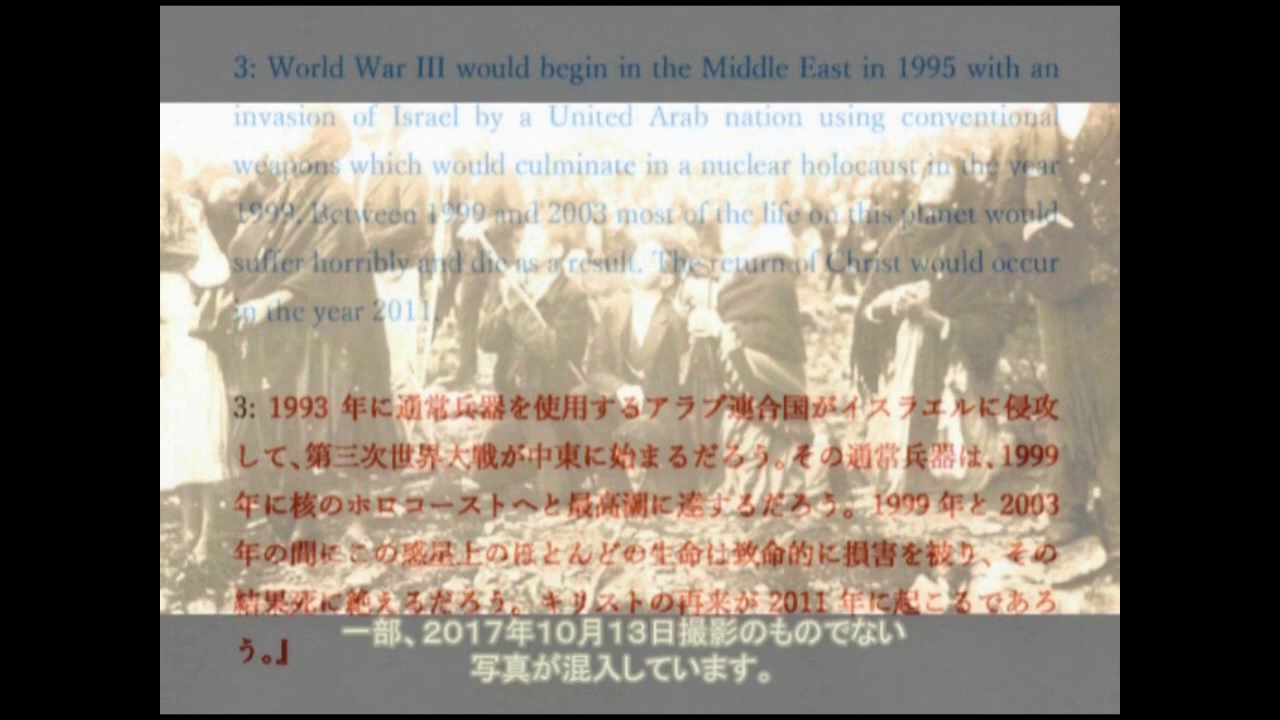 3: World War III would begin in the Middle East in 1995 with an
invasion of Israel by a United Arab nation using conventional
weapons which would culminate in a nuclear holocaust in the year
1999. Between 1999 and 2003 most of the life on this planet would
suffer horribly and die as a result. The return of Christ would occur
in the year 2011.
3: 1993 年に通常兵器を使用するアラブ連合国がイスラエルに侵攻
して、第三次世界大戦が中東に始まるだろう。その通常兵器は、1999
年に核のホロコーストへと最高潮に達するだろう。1999 年と 2003
年の間にこの惑星上のほとんどの生命は致命的に損害を被り、その
結果死に絶えるだろう。キリストの再来が 2011 年に起こるであろ
う。』
一部、2017年10月13日撮影のものでない
写真が混入しています。